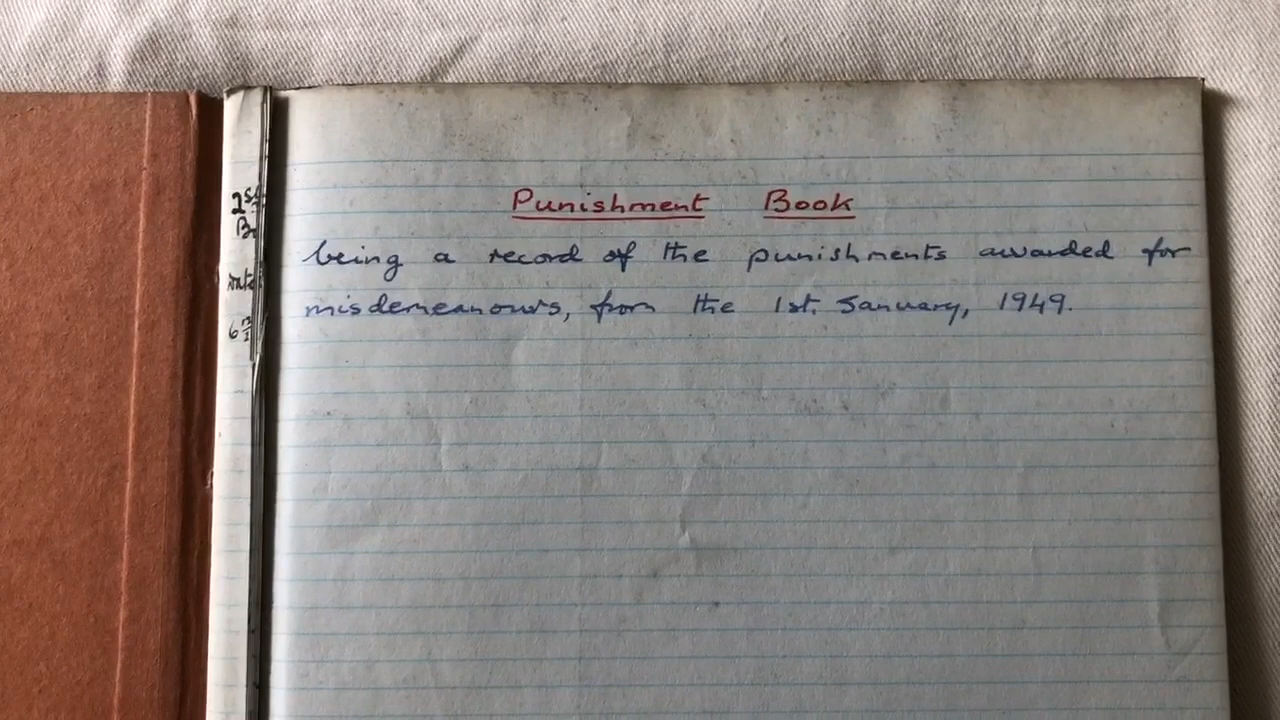 Punishment Book
being a record of the punishments awarded for
misdemeanours, from the 1st. January, 1949.